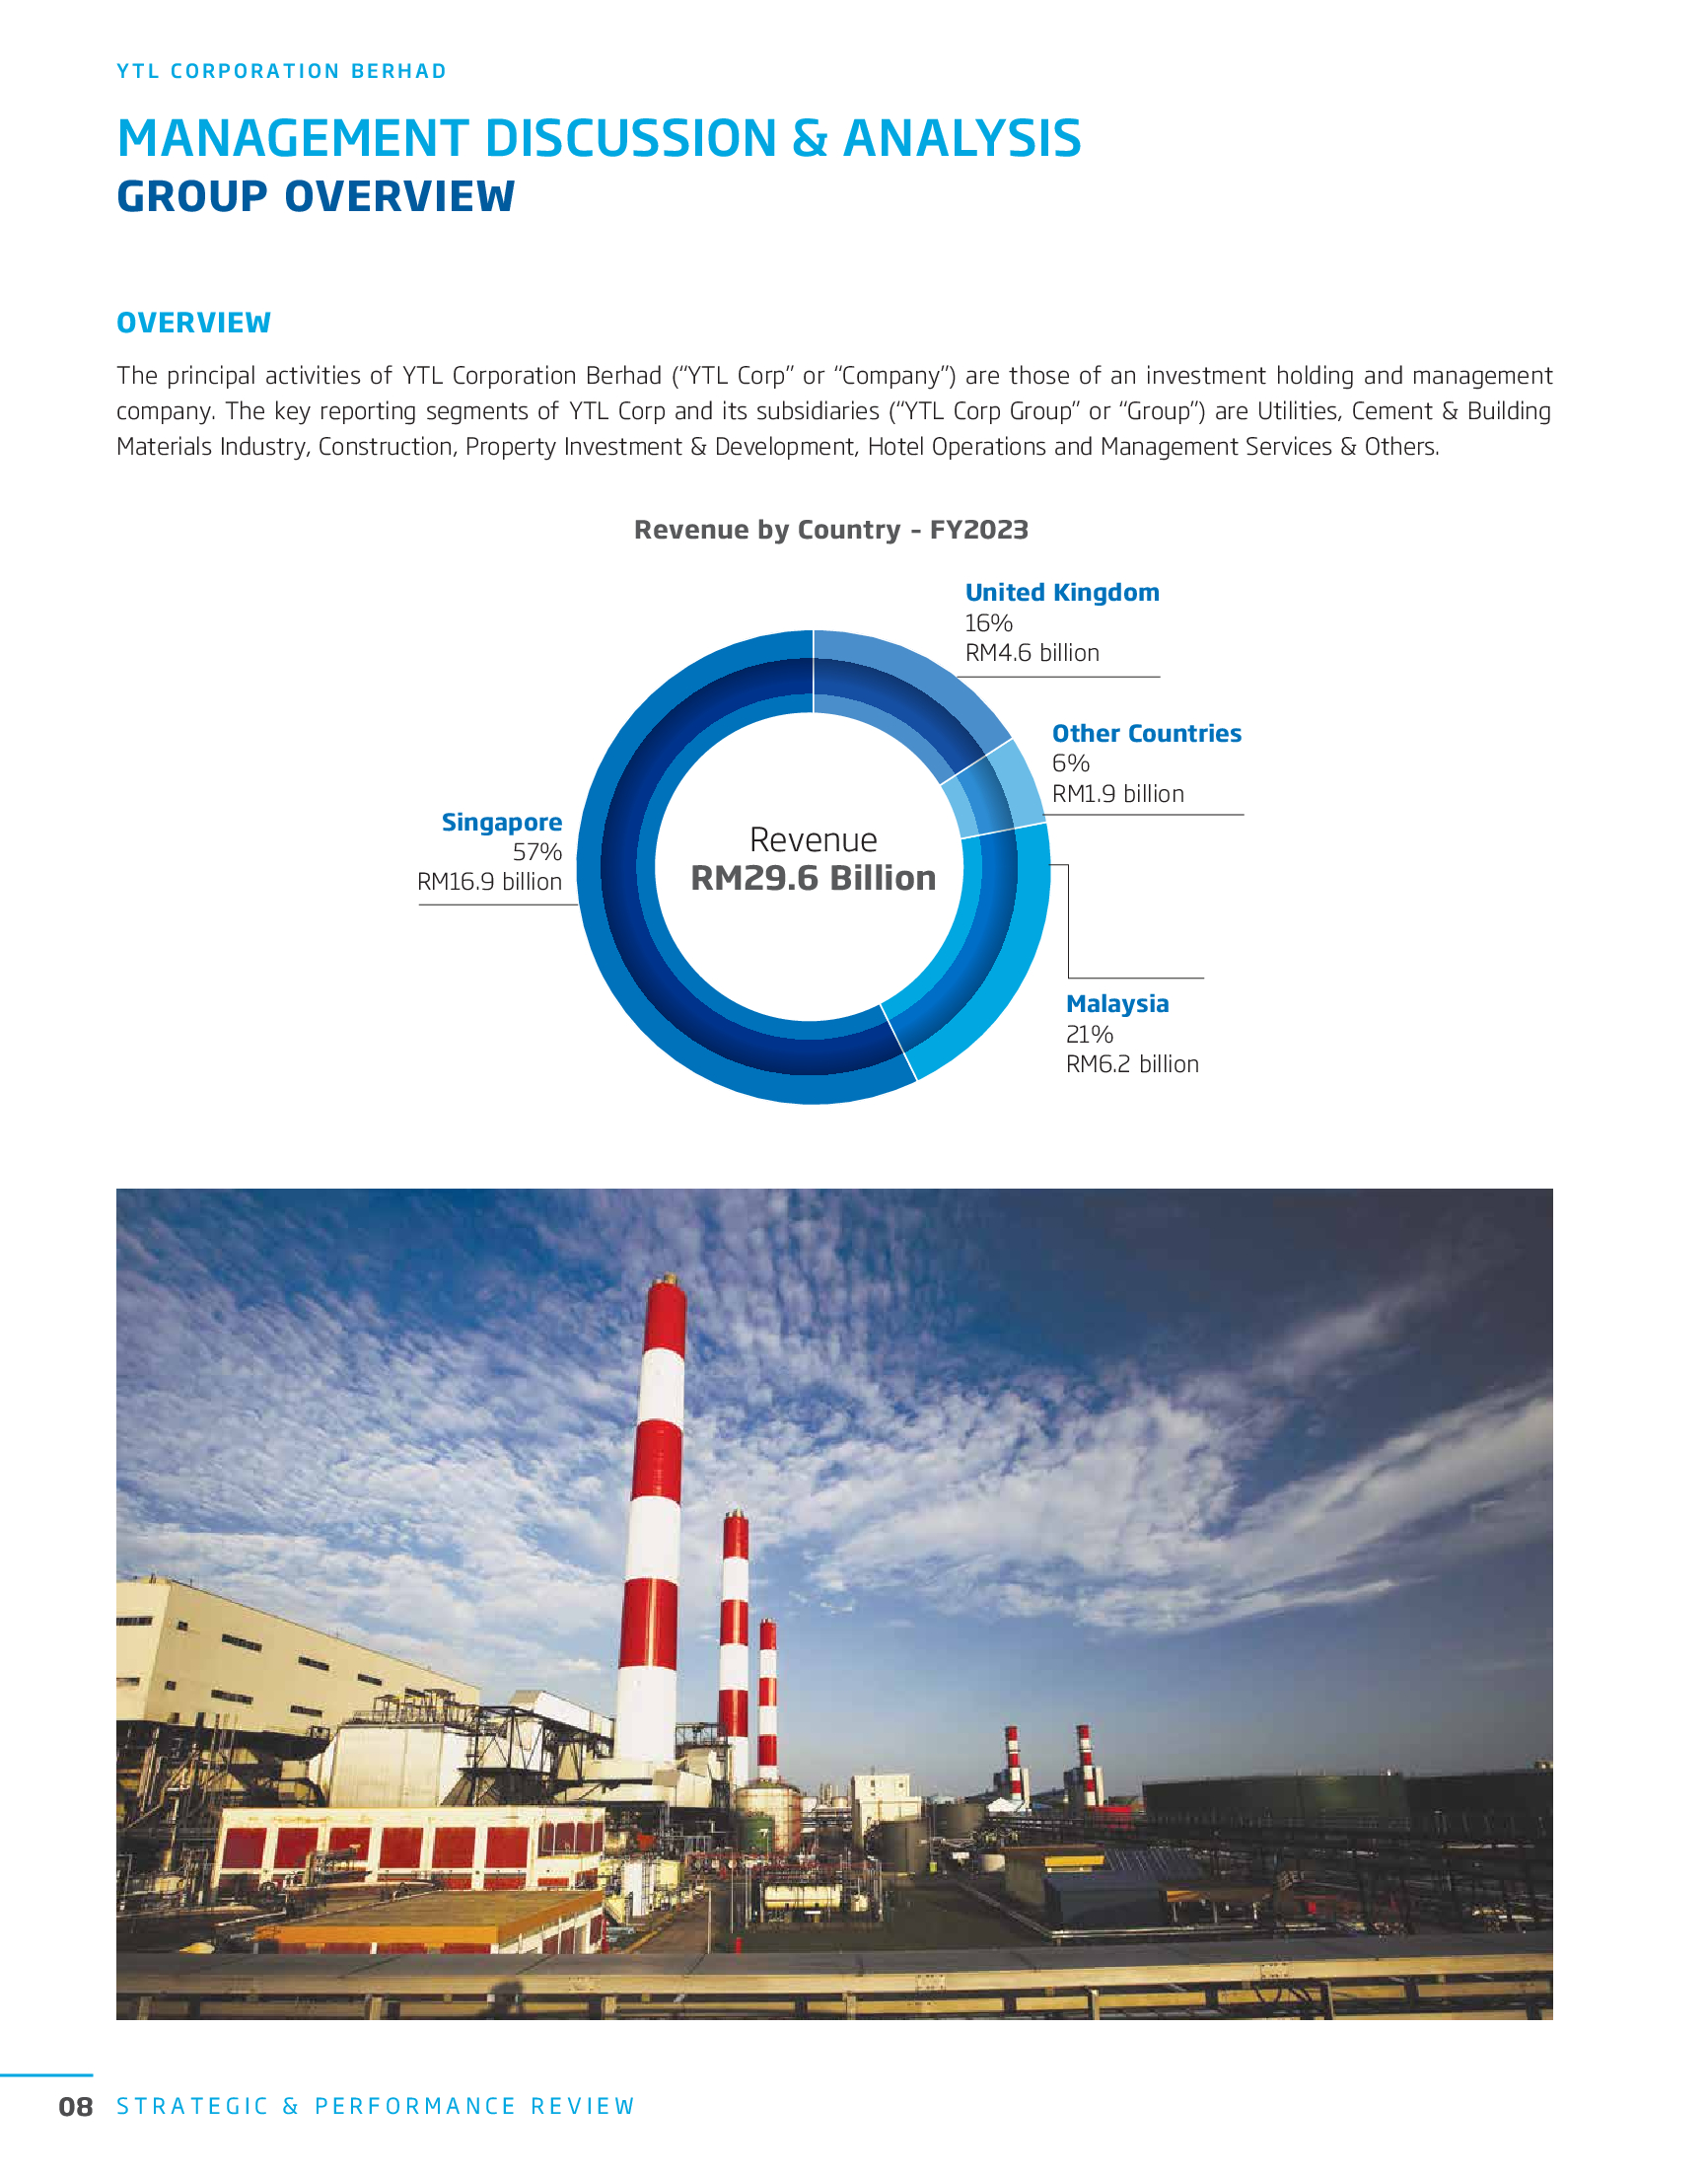 YTL CORPORATION BERHAD
MANAGEMENT DISCUSSION & ANALYSIS
GROUP OVERVIEW
OVERVIEW
The principal activities of YTL Corporation Berhad (“YTL Corp” or “Company”) are those of an investment holding and management
company. The key reporting segments of YTL Corp and its subsidiaries (“YTL Corp Group” or “Group”) are Utilities, Cement & Building
Materials Industry, Construction, Property Investment & Development, Hotel Operations and Management Services & Others.
Revenue by Country – FY2023
United Kingdom
16%
RM4.6 billion
Other Countries
6%
RM1.9 billion
Singapore
57%
RM16.9 billion
Revenue
RM29.6 Billion
Malaysia
21%
RM6.2 billion
08 STRATEGIC & PERFORMANCE REVIEW